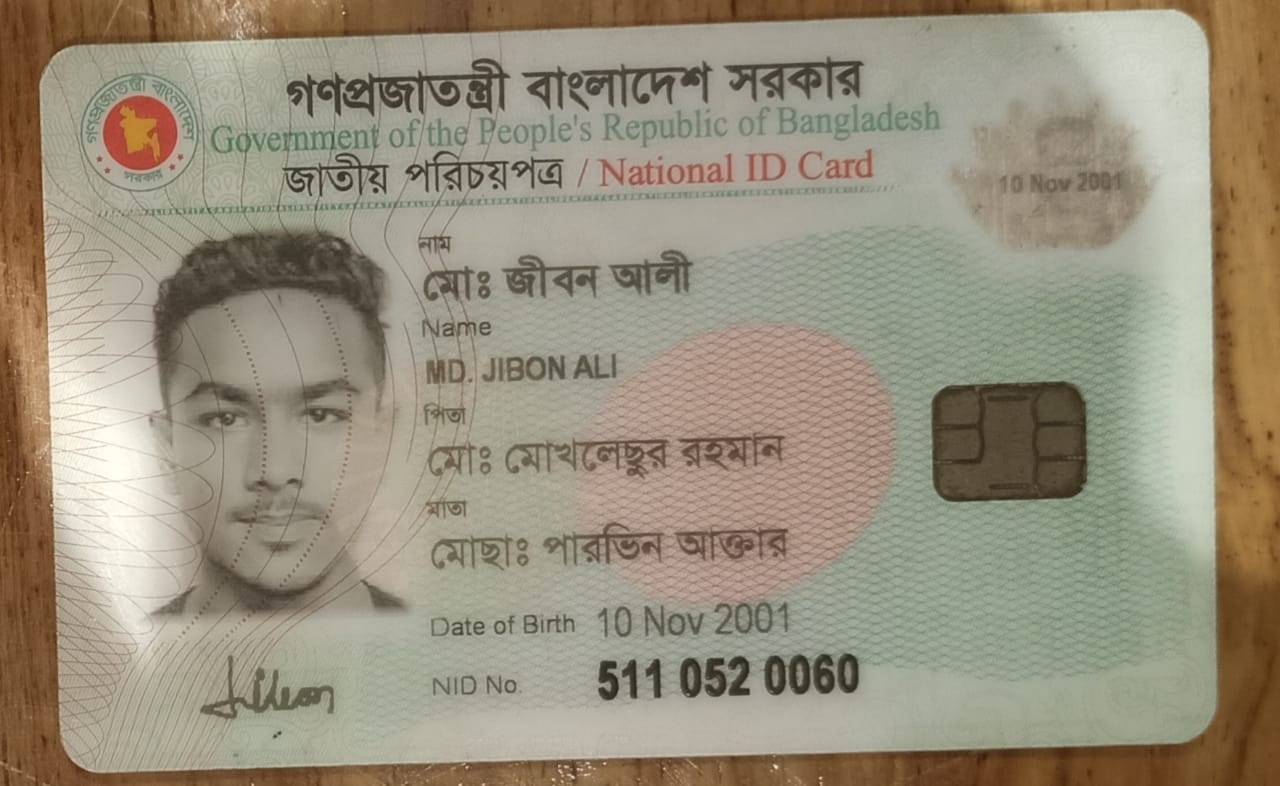 গণপ্রজাতন্ত্রী বাংলাদেশ সরকার
Government of the People's Republic of Bangladesh
জাতীয় পরিচয়পত্র / National ID Card
গণপ্রজাতন্ত্রী বাংলাদেশ
সরকার
10 Nov 2001
নাম
মোঃ জীবন আলী
Name
MD. JIBON ALI
পিতা
মোঃ মোখলেছুর রহমান
মাতা
মোছাঃ পারভিন আক্তার
Date of Birth 10 Nov 2001
NID No. 511 052 0060